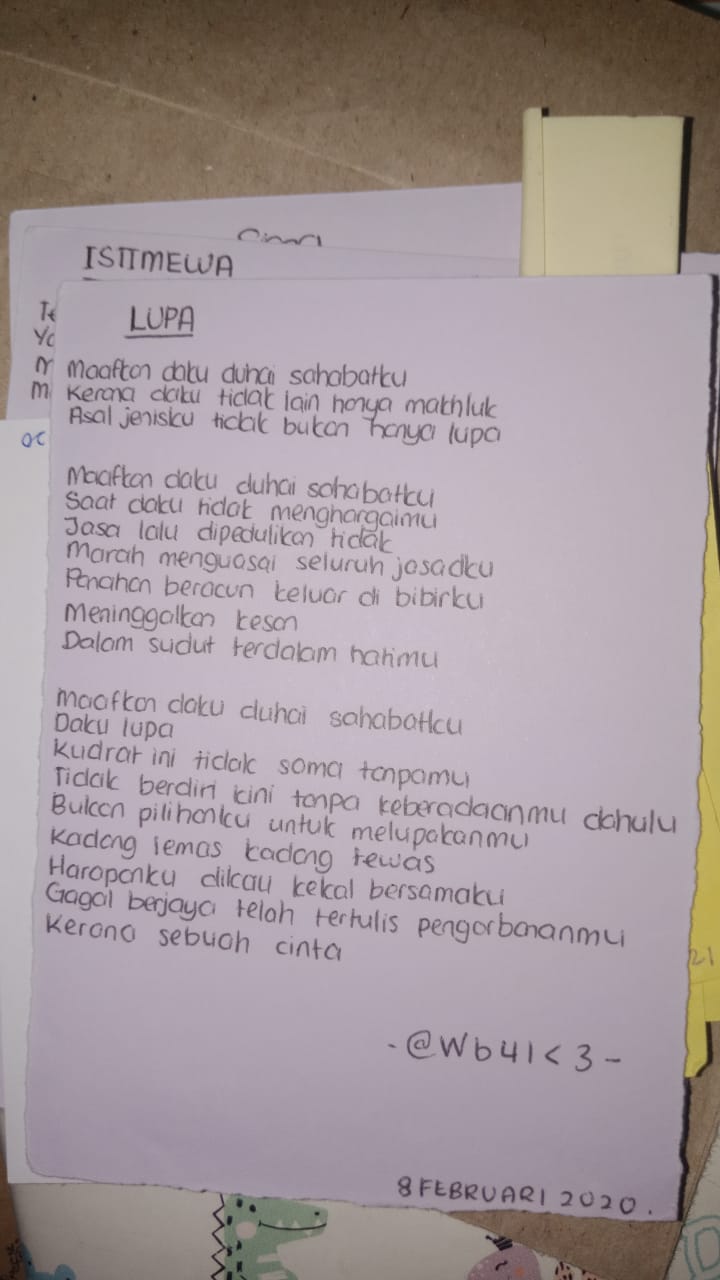 ISTIMEWA
Te
Ya
M
M
oc
LUPA
Maafkan daku duhai sahabatku
Kerana daku tidak lain hanya makhluk
Asal jenisku tidak bukan hanya lupa
Maafkan daku duhai sahabatku
Saat daku tidak menghargaimu
Jasa lalu dipedulikan tidak
Marah menguasai seluruh jasadku
Panahan beracun keluar di bibirku
Meninggalkan kesan
Dalam sudut terdalam hatimu
Maafkan daku duhai sahabatku
Daku lupa
Kudrat ini tidak sama tanpamu
Tidak berdiri kini tanpa keberadaanmu dahulu
Bukan pilihanku untuk melupakanmu
Kadang lemas kadang tewas
Harapanku dikau kekal bersamaku
Gagal berjaya telah tertulis pengorbananmu
Kerana sebuah cinta
21
-@Wb41<3-
8 FEBRUARI 2020.